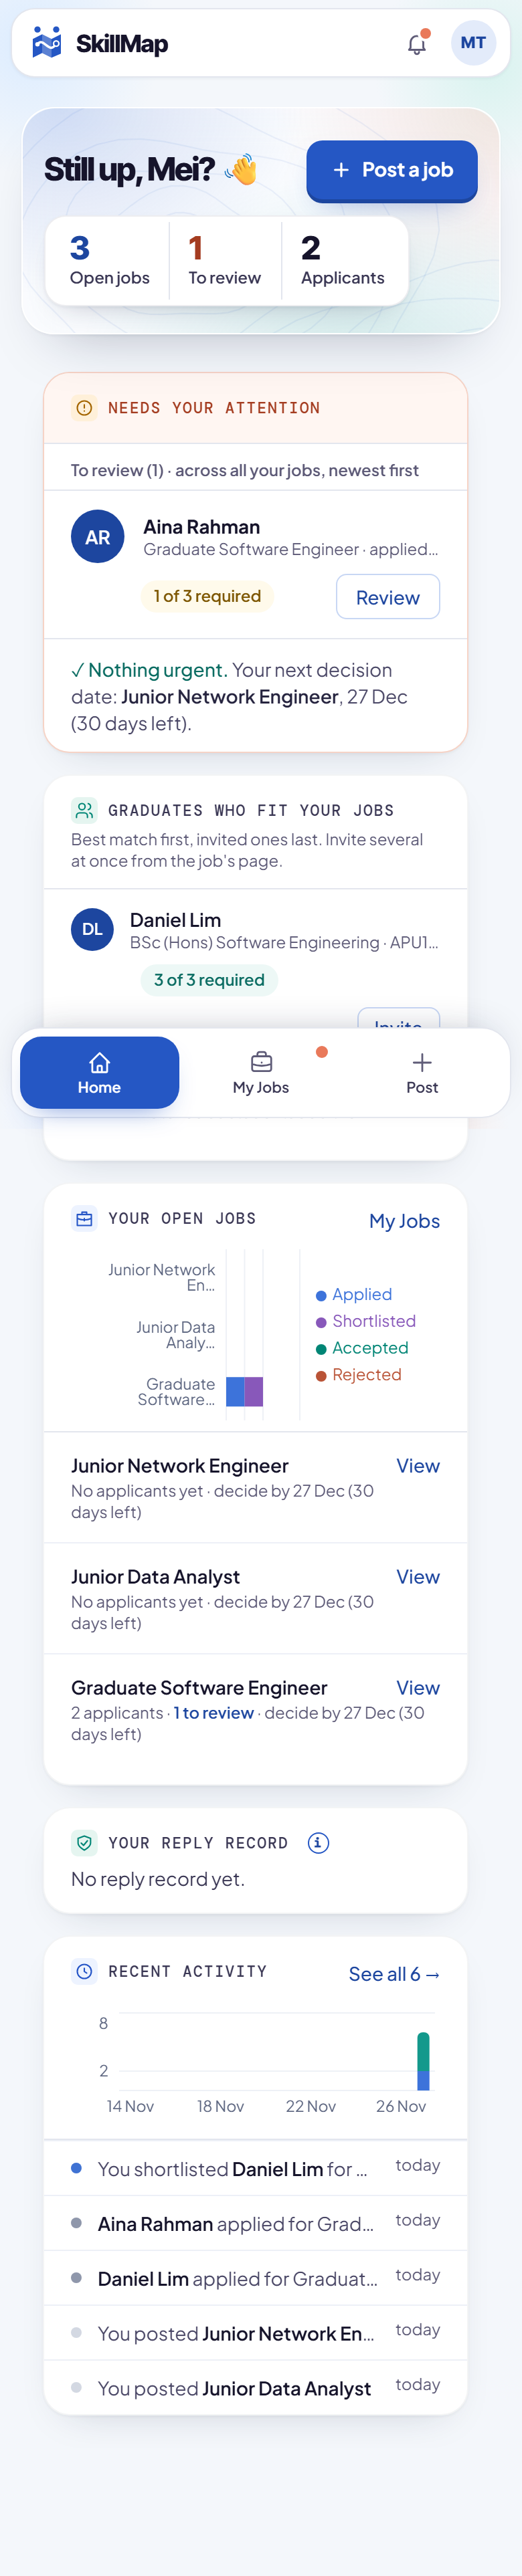 SkillMap
MT
Still up, Mei? 👋
+ Post a job
3
Open jobs
1
To review
2
Applicants
NEEDS YOUR ATTENTION
To review (1) · across all your jobs, newest first
AR
Aina Rahman
Graduate Software Engineer · applied...
1 of 3 required
Review
✓ Nothing urgent. Your next decision
date: Junior Network Engineer, 27 Dec
(30 days left).
GRADUATES WHO FIT YOUR JOBS
Best match first, invited ones last. Invite several
at once from the job's page.
DL
Daniel Lim
BSc (Hons) Software Engineering · APU1...
3 of 3 required
Invite
Home
My Jobs
Post
YOUR OPEN JOBS
My Jobs
Junior Network
En...
Junior Data
Analy...
Graduate
Software...
Applied
Shortlisted
Accepted
Rejected
Junior Network Engineer
View
No applicants yet · decide by 27 Dec (30
days left)
Junior Data Analyst
View
No applicants yet · decide by 27 Dec (30
days left)
Graduate Software Engineer
View
2 applicants · 1 to review · decide by 27 Dec (30
days left)
YOUR REPLY RECORD
i
No reply record yet.
RECENT ACTIVITY
See all 6 →
8
2
14 Nov
18 Nov
22 Nov
26 Nov
You shortlisted Daniel Lim for ...
today
Aina Rahman applied for Grad...
today
Daniel Lim applied for Graduat...
today
You posted Junior Network En...
today
You posted Junior Data Analyst
today